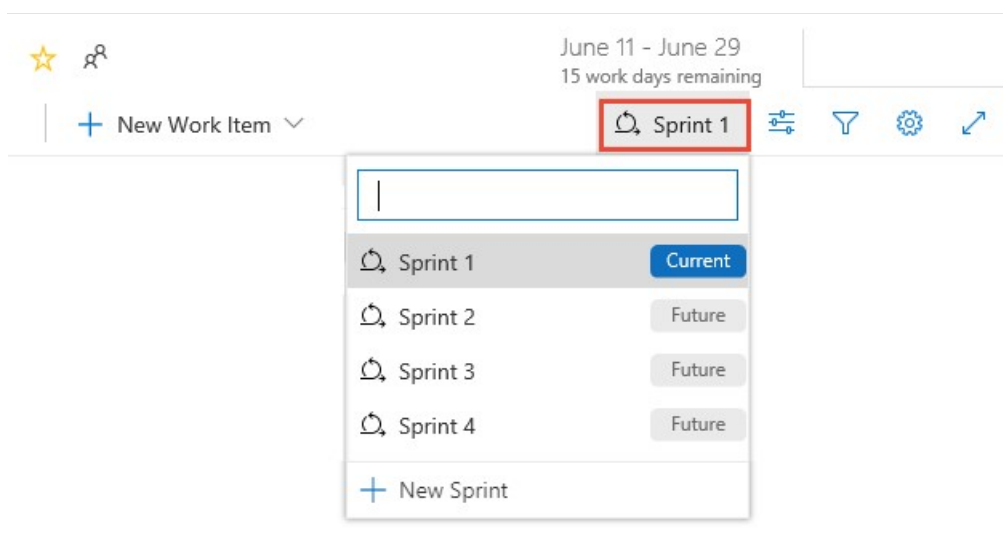 June 11 - June 29
15 work days remaining
New Work Item
Sprint 1
Sprint 1 Current
Sprint 2 Future
Sprint 3 Future
Sprint 4 Future
New Sprint